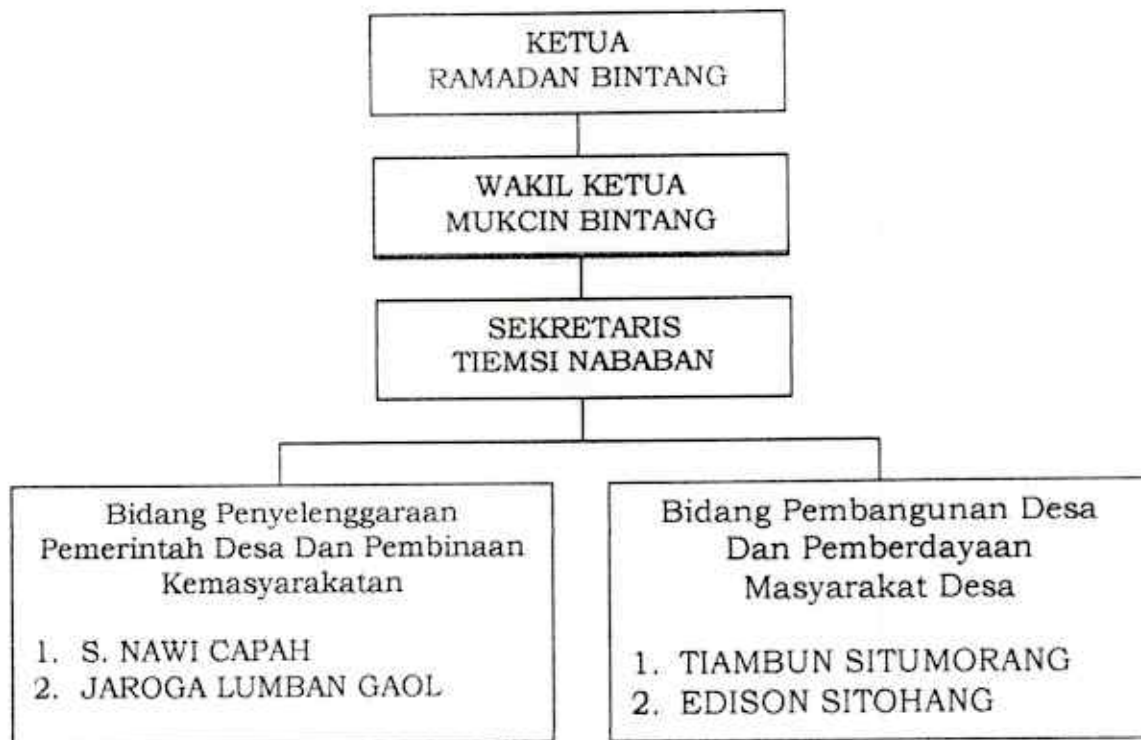 KETUA
RAMADAN BINTANG
WAKIL KETUA
MUKCIN BINTANG
SEKRETARIS
TIEMSI NABABAN
Bidang Penyelenggaraan
Pemerintah Desa Dan Pembinaan
Kemasyarakatan
1. S. NAWI CAPAH
2. JAROGA LUMBAN GAOL
Bidang Pembangunan Desa
Dan Pemberdayaan
Masyarakat Desa
1. TIAMBUN SITUMORANG
2. EDISON SITOHANG